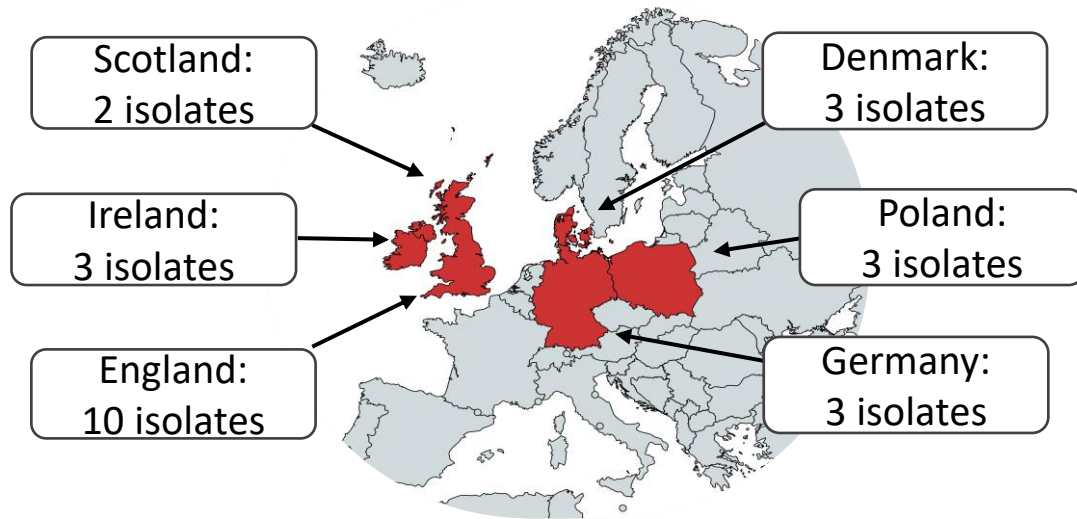 Scotland:
2 isolates
Denmark:
3 isolates
Ireland:
3 isolates
Poland:
3 isolates
England:
10 isolates
Germany:
3 isolates